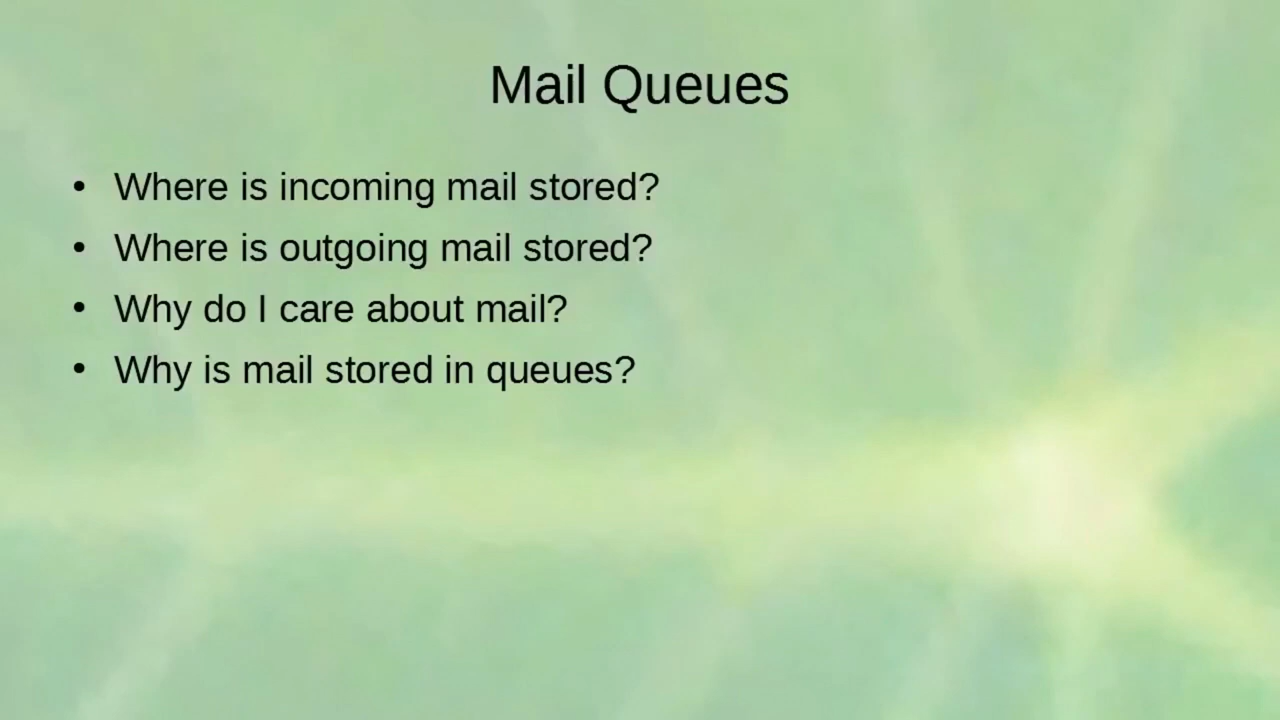 Mail Queues
• Where is incoming mail stored?
• Where is outgoing mail stored?
• Why do I care about mail?
• Why is mail stored in queues?